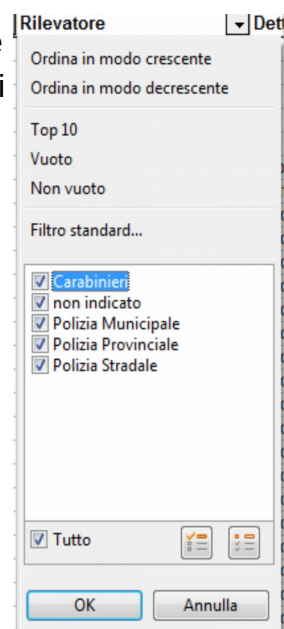 Rilevatore Det
Ordina in modo crescente
Ordina in modo decrescente
Top 10
Vuoto
Non vuoto
Filtro standard...
Carabinieri
non indicato
Polizia Municipale
Polizia Provinciale
Polizia Stradale
Tutto
OK Annulla